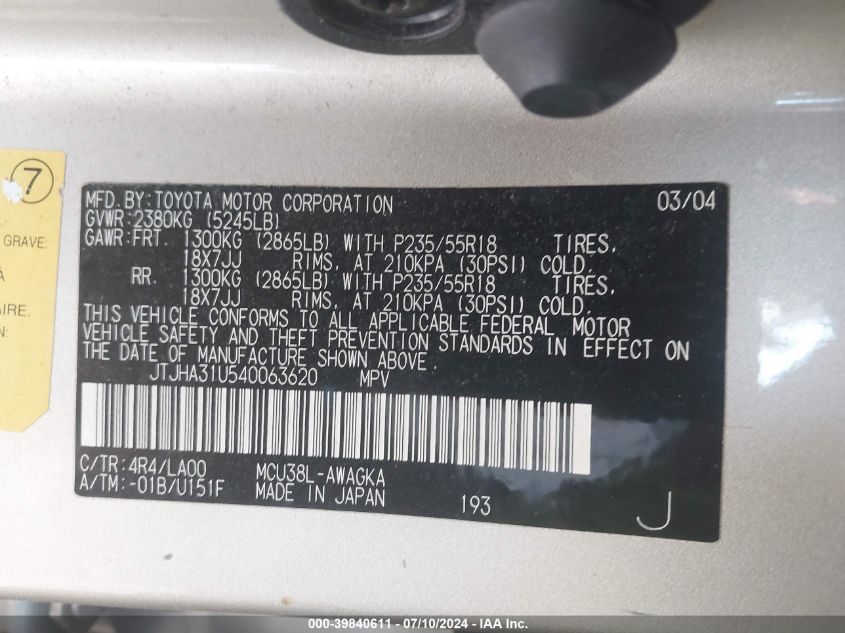 7
GRAVE:
À
AIRE.
N:
MFD. BY: TOYOTA MOTOR CORPORATION 03/04
GVWR: 2380KG (5245LB)
GAWR: FRT. 1300KG (2865LB) WITH P235/55R18 TIRES,
18X7JJ RIMS, AT 210KPA (30PSI) COLD.
RR. 1300KG (2865LB) WITH P235/55R18 TIRES,
18X7JJ RIMS, AT 210KPA (30PSI) COLD.
THIS VEHICLE CONFORMS TO ALL APPLICABLE FEDERAL MOTOR
VEHICLE SAFETY AND THEFT PREVENTION STANDARDS IN EFFECT ON
THE DATE OF MANUFACTURE SHOWN ABOVE.
JTJHA31U540063620 MPV
C/TR: 4R4/LA00 MCU38L-AWAGKA
A/TM: -01B/U151F MADE IN JAPAN 193 J
000-39840611 - 07/10/2024 - IAA Inc.